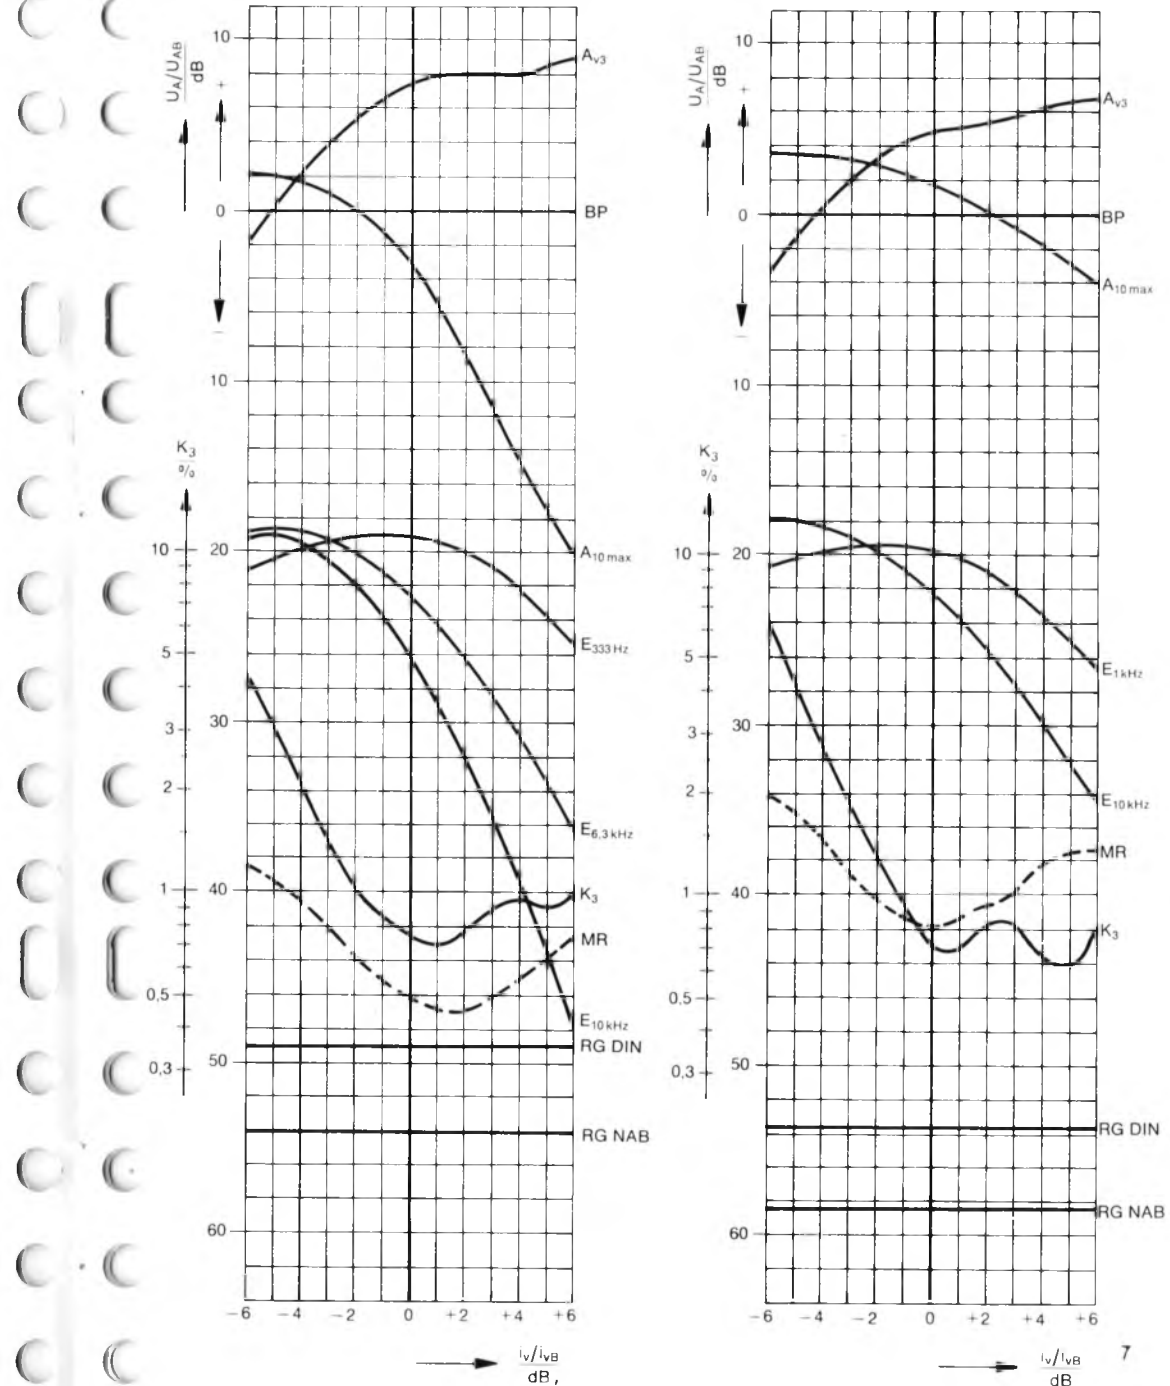 U_A/U_AB
dB
+
10
0
−
10
20
30
40
50
60
K_3
%
10
5
3
2
1
0,5
0,3
A_v3
BP
A_10 max
E_333 Hz
E_6,3 kHz
K_3
MR
E_10 kHz
RG DIN
RG NAB
−6
−4
−2
0
+2
+4
+6
i_v/i_vB
dB
U_A/U_AB
dB
+
10
0
−
10
20
30
40
50
60
K_3
%
10
5
3
2
1
0,5
0,3
A_v3
BP
A_10 max
E_1 kHz
E_10 kHz
MR
K_3
RG DIN
RG NAB
−6
−4
−2
0
+2
+4
+6
i_v/i_vB
dB
7